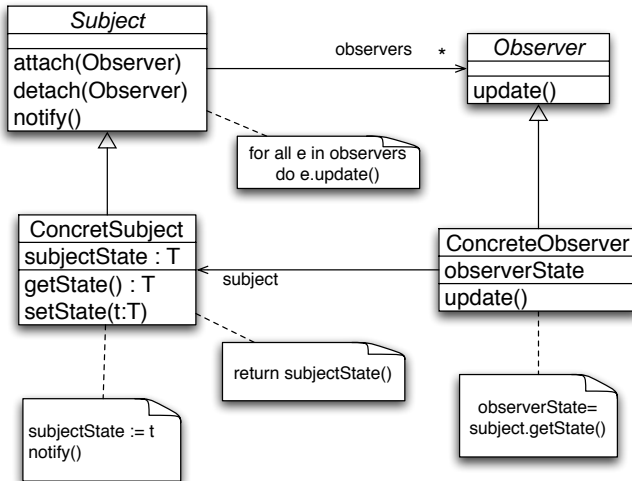 Subject
attach(Observer)
detach(Observer)
notify()
observers
*
Observer
update()
for all e in observers
do e.update()
ConcretSubject
subjectState : T
getState() : T
setState(t:T)
subject
ConcreteObserver
observerState
update()
return subjectState()
subjectState := t
notify()
observerState=
subject.getState()